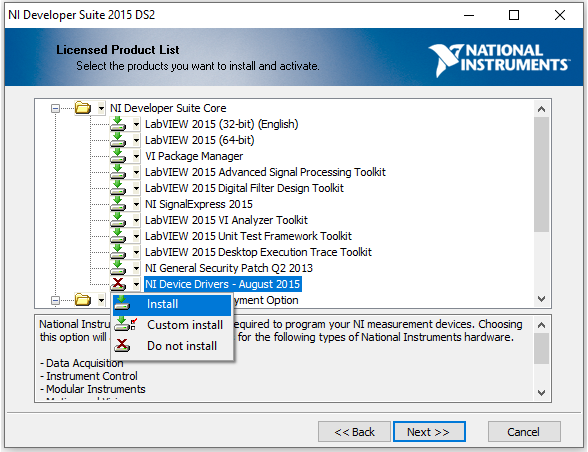 NI Developer Suite 2015 DS2
Licensed Product List
Select the products you want to install and activate.
NATIONAL
INSTRUMENTS
NI Developer Suite Core
LabVIEW 2015 (32-bit) (English)
LabVIEW 2015 (64-bit)
VI Package Manager
LabVIEW 2015 Advanced Signal Processing Toolkit
LabVIEW 2015 Digital Filter Design Toolkit
NI SignalExpress 2015
LabVIEW 2015 VI Analyzer Toolkit
LabVIEW 2015 Unit Test Framework Toolkit
LabVIEW 2015 Desktop Execution Trace Toolkit
NI General Security Patch Q2 2013
NI Device Drivers - August 2015
Option
Install
Custom install
Do not install
National equired to program your NI measurement devices. Choosing
this option will for the following types of National Instruments hardware.
- Data Acquisition
- Instrument Control
- Modular Instruments
<< Back
Next >>
Cancel